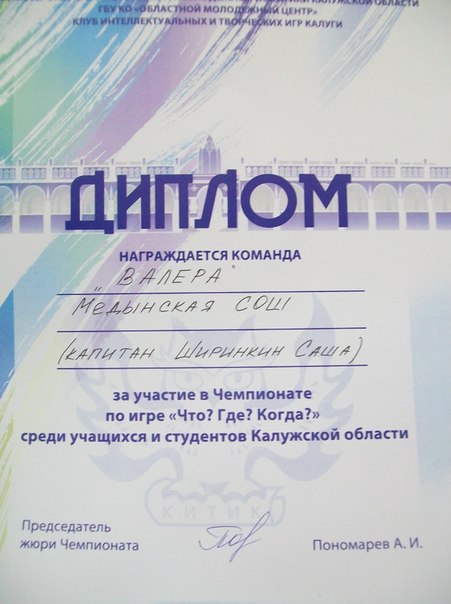 ГБУ КО «ОБЛАСТНОЙ МОЛОДЕЖНЫЙ ЦЕНТР»
КЛУБ ИНТЕЛЛЕКТУАЛЬНЫХ И ТВОРЧЕСКИХ ИГР КАЛУГИ
ДИПЛОМ
НАГРАЖДАЕТСЯ КОМАНДА
"ВАЛЕРА"
МЕДЫНСКАЯ СОШ
(КАПИТАН ШИРИНКИН САША)
за участие в Чемпионате
по игре «Что? Где? Когда?»
среди учащихся и студентов Калужской области
КИТИК
Председатель
жюри Чемпионата
Пономарев А. И.